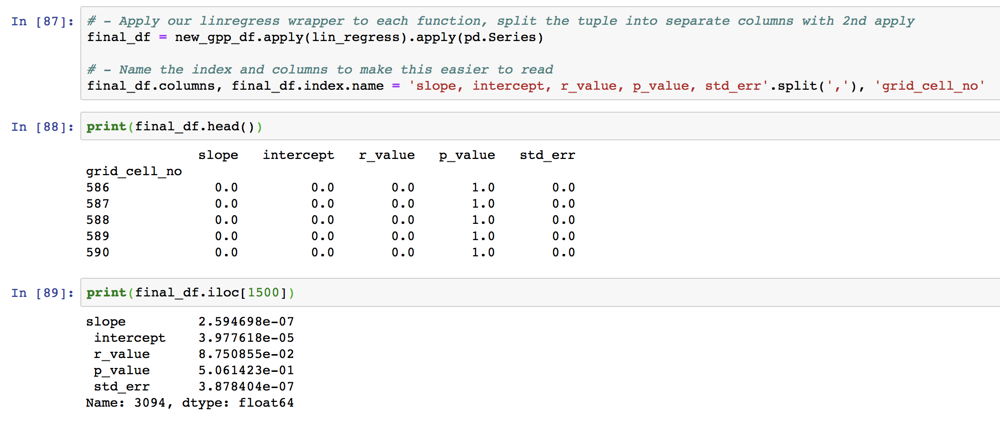 In [87]: # - Apply our linregress wrapper to each function, split the tuple into separate columns with 2nd apply
final_df = new_gpp_df.apply(lin_regress).apply(pd.Series)

# - Name the index and columns to make this easier to read
final_df.columns, final_df.index.name = 'slope, intercept, r_value, p_value, std_err'.split(','), 'grid_cell_no'

In [88]: print(final_df.head())
              slope   intercept   r_value   p_value   std_err
grid_cell_no
586             0.0         0.0       0.0       1.0       0.0
587             0.0         0.0       0.0       1.0       0.0
588             0.0         0.0       0.0       1.0       0.0
589             0.0         0.0       0.0       1.0       0.0
590             0.0         0.0       0.0       1.0       0.0

In [89]: print(final_df.iloc[1500])
slope         2.594698e-07
 intercept    3.977618e-05
 r_value      8.750855e-02
 p_value      5.061423e-01
 std_err      3.878404e-07
Name: 3094, dtype: float64